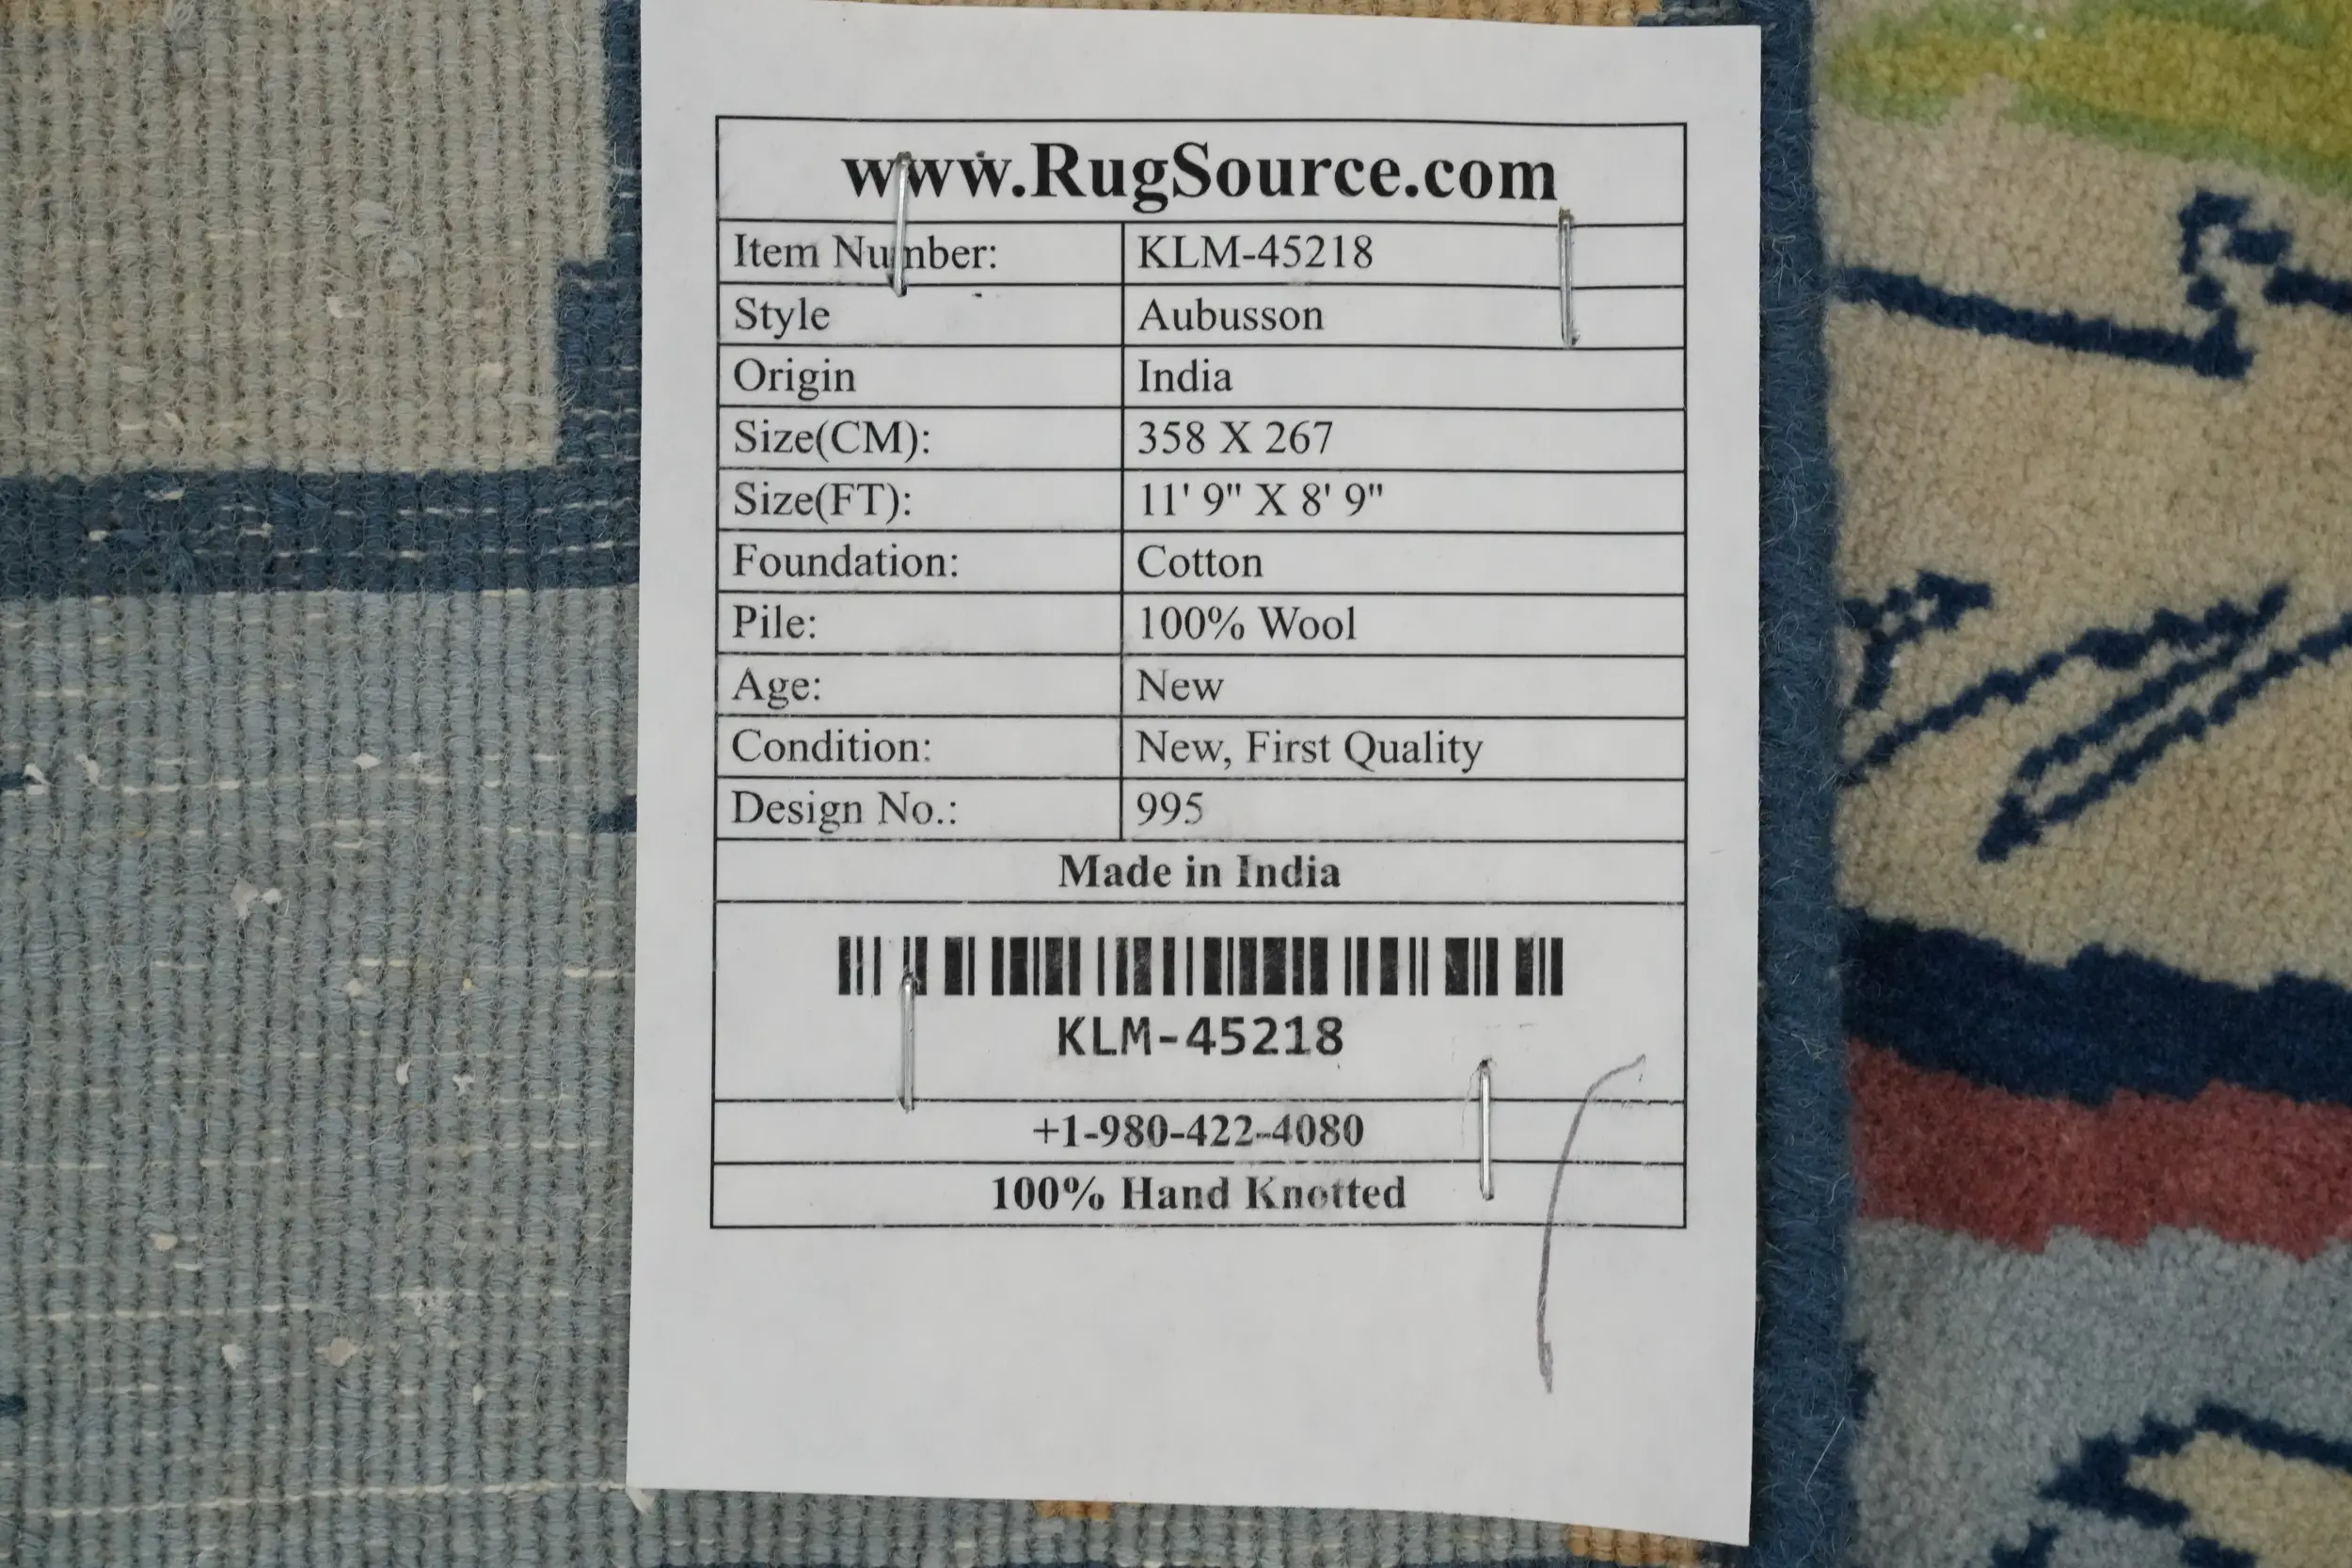 www.RugSource.com
Item Number: KLM-45218
Style Aubusson
Origin India
Size(CM): 358 X 267
Size(FT): 11' 9" X 8' 9"
Foundation: Cotton
Pile: 100% Wool
Age: New
Condition: New, First Quality
Design No.: 995
Made in India
KLM-45218
+1-980-422-4080
100% Hand Knotted